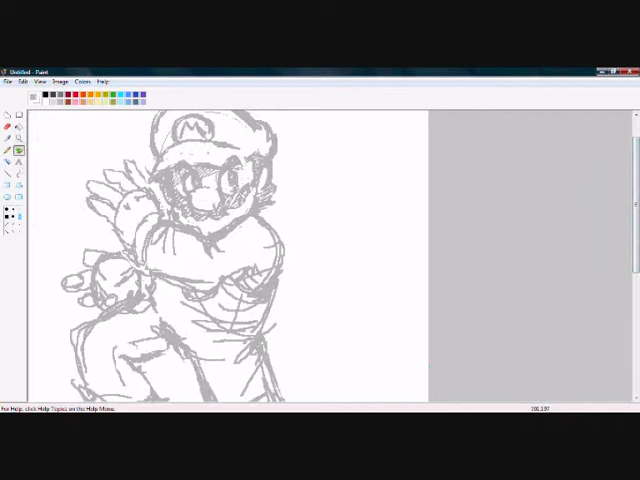 Untitled - Paint
File Edit View Image Colors Help
M
For Help, click Help Topics on the Help Menu.